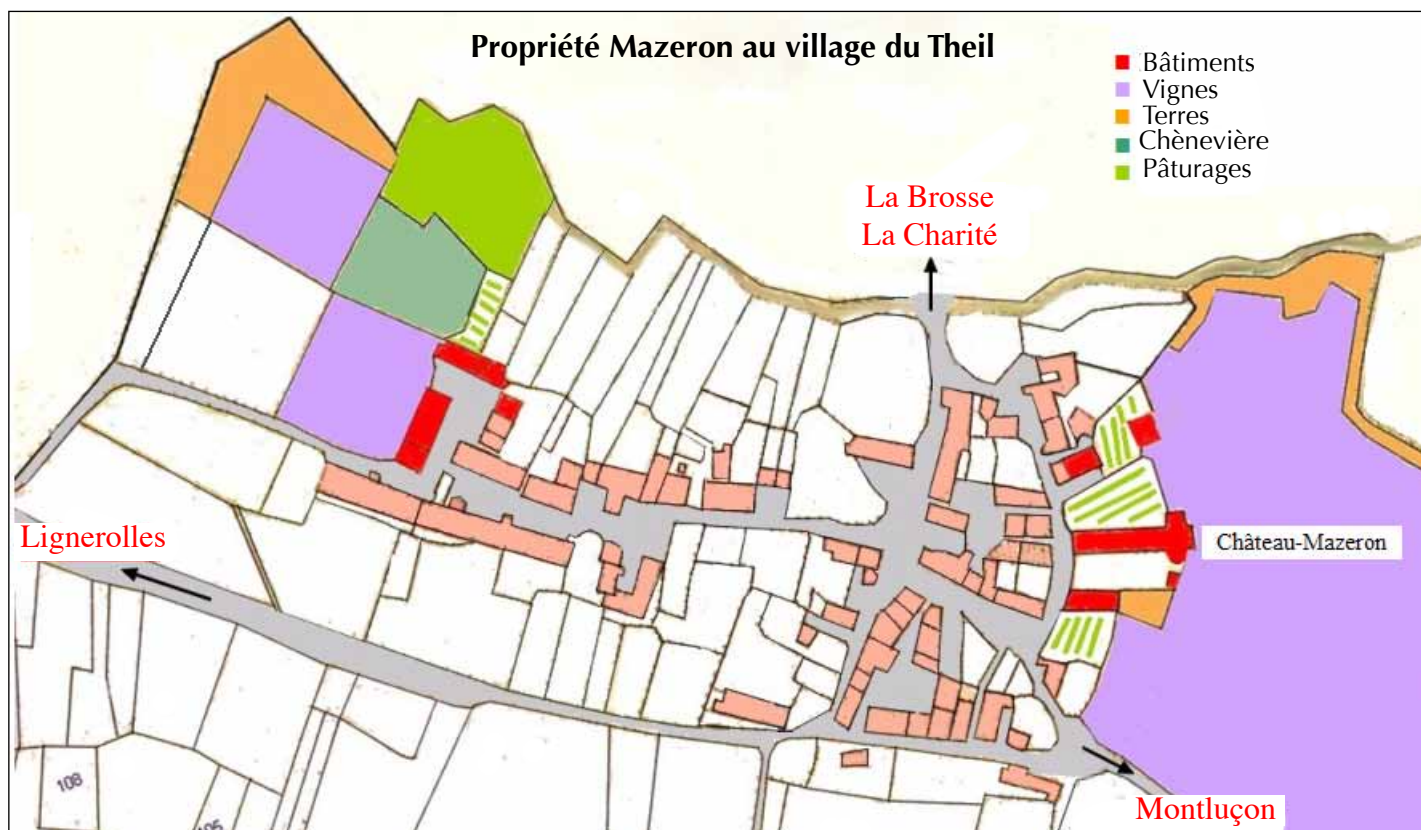 Propriété Mazeron au village du Theil
Bâtiments
Vignes
Terres
Chènevière
Pâturages
La Brosse
La Charité
Lignerolles
Château-Mazeron
Montluçon
108